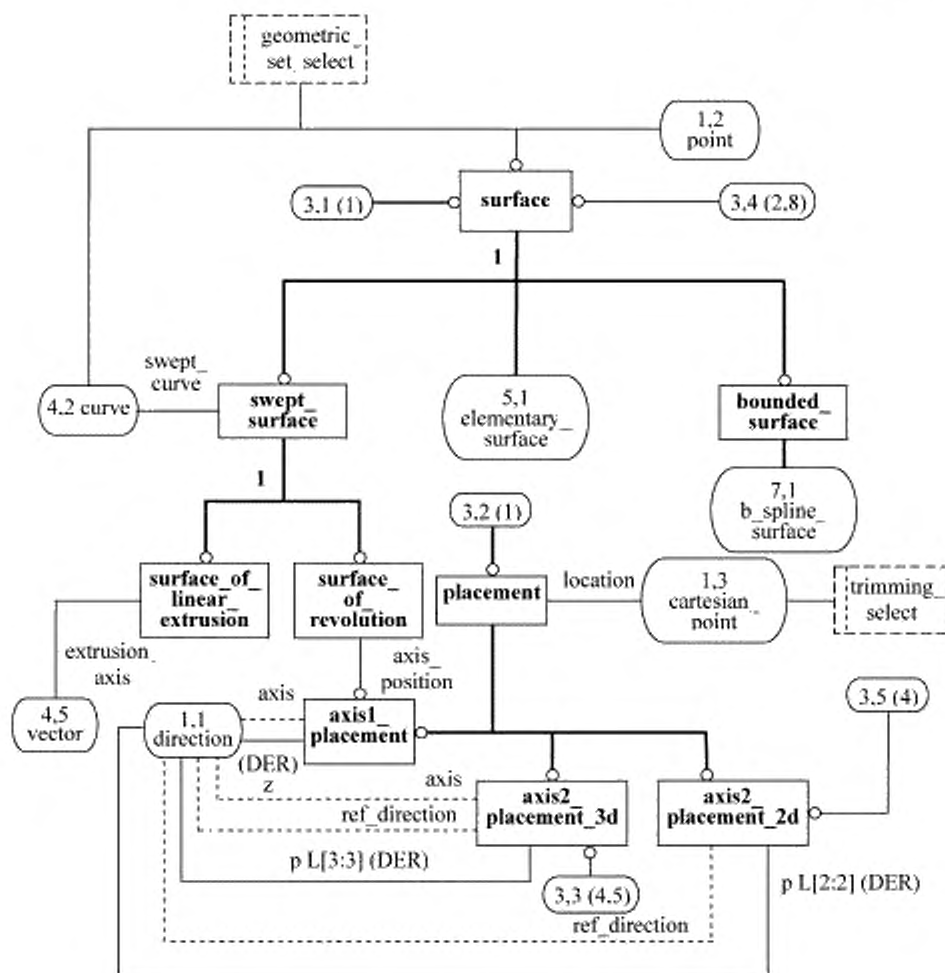 geometric_
set_select
1,2
point
3,1 (1)
surface
3,4 (2,8)
1
swept_
curve
4,2 curve
swept_
surface
5,1
elementary_
surface
bounded_
surface
1
7,1
b_spline_
surface
3,2 (1)
surface_of_
linear_
extrusion
surface_
of_
revolution
placement
location
1,3
cartesian_
point
trimming_
select
extrusion_
axis
axis_
position
4,5
vector
1,1
direction
axis
axis1_
placement
3,5 (4)
(DER)
z
axis
ref_direction
axis2_
placement_3d
axis2_
placement_2d
p L[3:3] (DER)
3,3 (4.5)
p L[2:2] (DER)
ref_direction